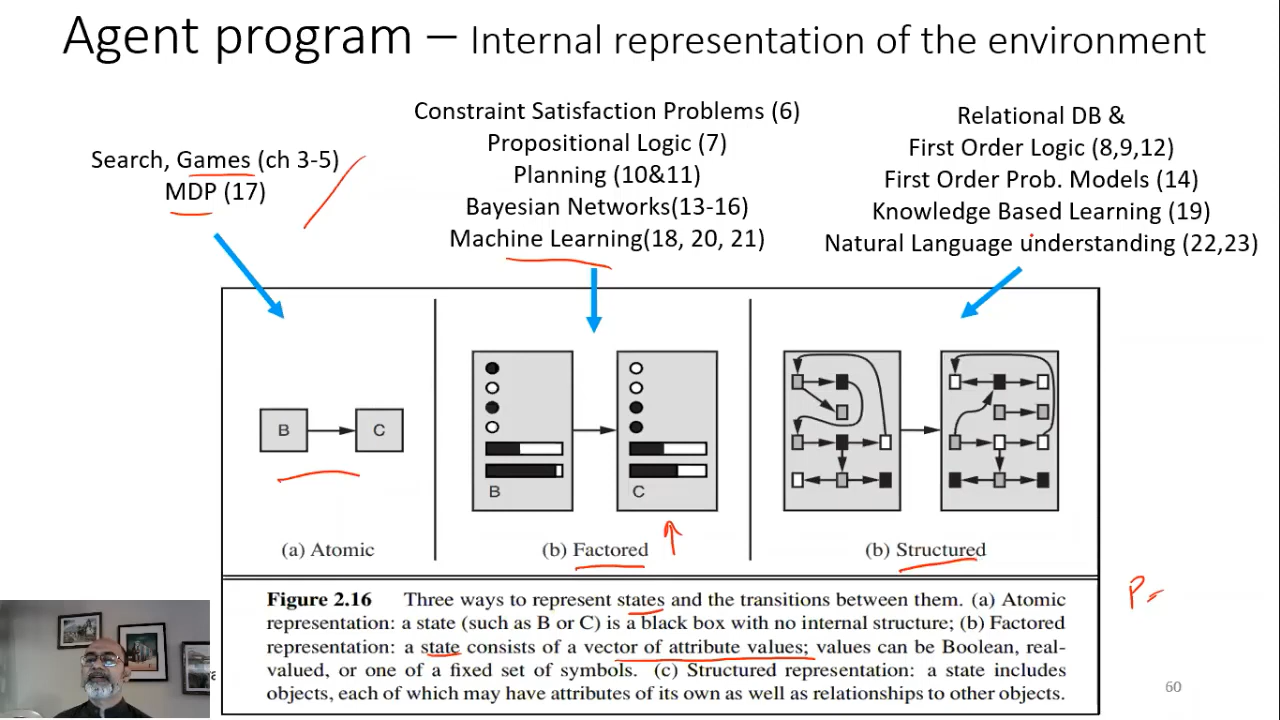 Agent program – Internal representation of the environment
Search, Games (ch 3-5)
MDP (17)
Constraint Satisfaction Problems (6)
Propositional Logic (7)
Planning (10&11)
Bayesian Networks(13-16)
Machine Learning(18, 20, 21)
Relational DB &
First Order Logic (8,9,12)
First Order Prob. Models (14)
Knowledge Based Learning (19)
Natural Language understanding (22,23)
B
C
B
C
(a) Atomic
(b) Factored
(b) Structured
Figure 2.16 Three ways to represent states and the transitions between them. (a) Atomic
representation: a state (such as B or C) is a black box with no internal structure; (b) Factored
representation: a state consists of a vector of attribute values; values can be Boolean, real-
valued, or one of a fixed set of symbols. (c) Structured representation: a state includes
objects, each of which may have attributes of its own as well as relationships to other objects.
P=
60